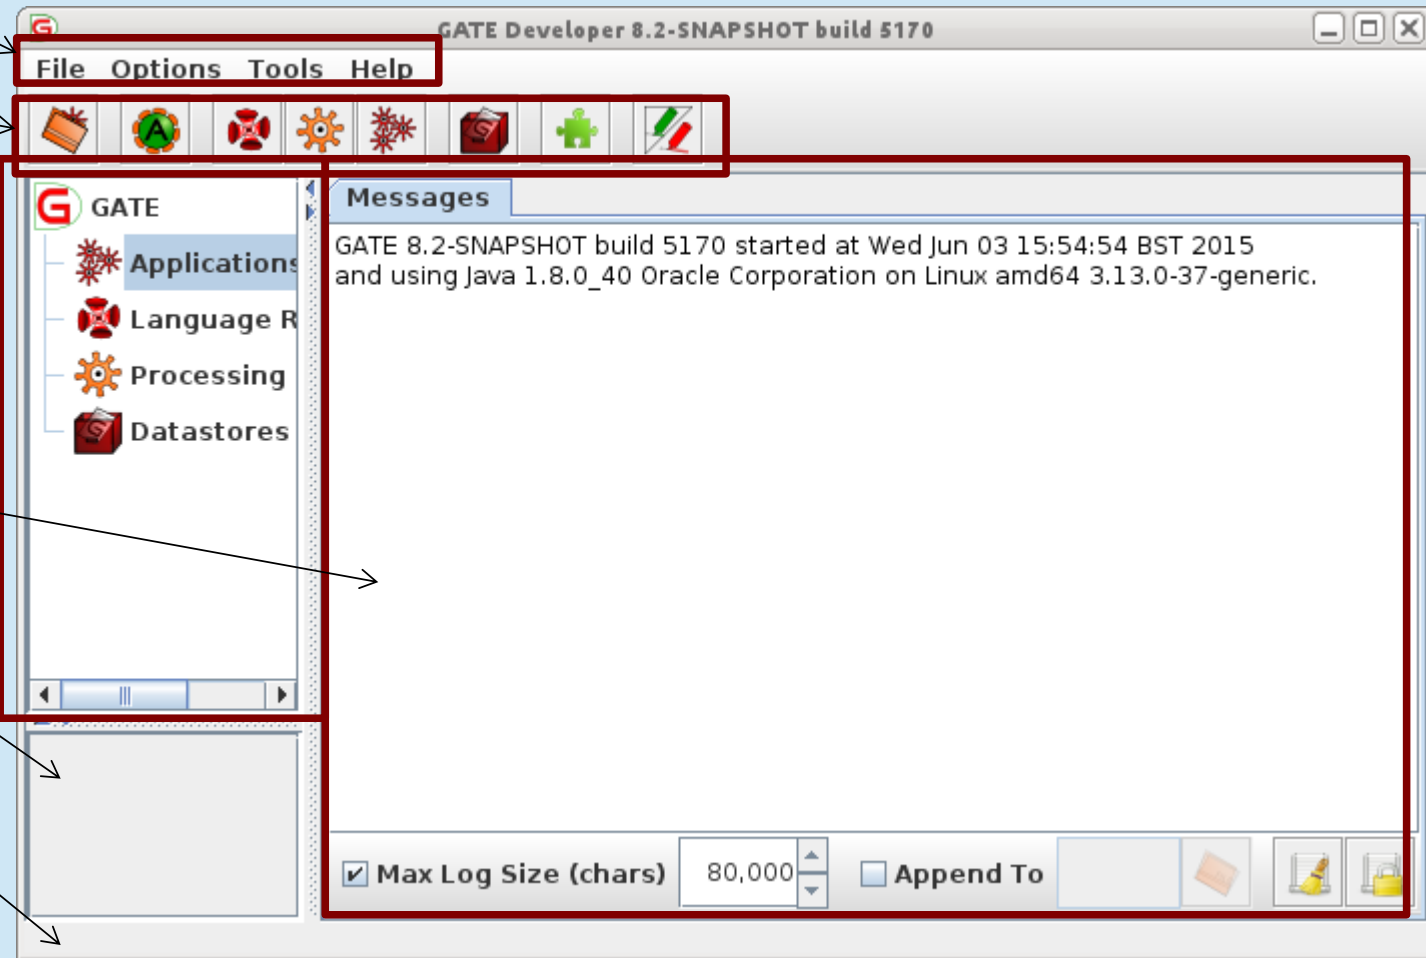 GATE Developer 8.2-SNAPSHOT build 5170
File Options Tools Help
GATE
Applications
Language R
Processing
Datastores
Messages
GATE 8.2-SNAPSHOT build 5170 started at Wed Jun 03 15:54:54 BST 2015
and using Java 1.8.0_40 Oracle Corporation on Linux amd64 3.13.0-37-generic.
Max Log Size (chars) 80,000 Append To